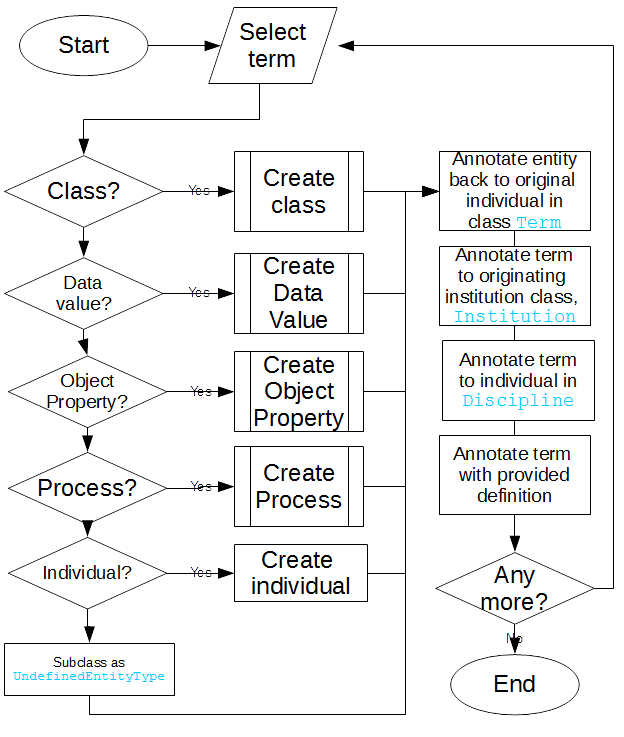 Start
Select
term
Class?
Yes
Create
class
Data
value?
Yes
Create
Data
Value
Object
Property?
Yes
Create
Object
Property
Process?
Yes
Create
Process
Individual?
Yes
Create
individual
Subclass as
UndefinedEntityType
Annotate entity
back to original
individual in
class Term
Annotate term
to originating
institution class,
Institution
Annotate term
to individual in
Discipline
Annotate term
with provided
definition
Any
more?
No
End